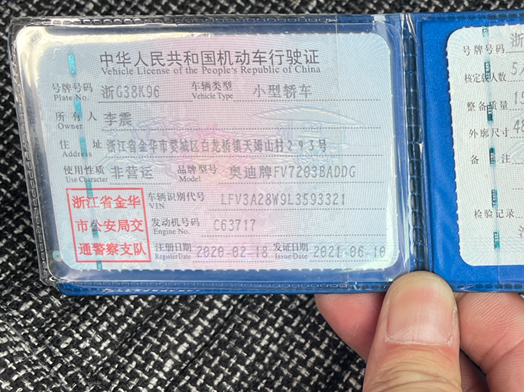 中华人民共和国机动车行驶证
Vehicle License of the People's Republic of China
号牌号码 浙G38K96 车辆类型 小型轿车
Plate No. Vehicle Type
所有人 李震
Owner
住址 浙江省金华市婺城区白龙桥镇天姆山村293号
Address
使用性质 非营运 品牌型号 奥迪牌FV7203BADDG
Use Character Model
浙江省金华
市公安局交
通警察支队
车辆识别代号 LFV3A28W9L3593321
VIN
发动机号码 C63717
Engine No.
注册日期 2020-02-18 发证日期 2021-06-10
Register Date Issue Date
号牌号码 浙
核定载人数 5人
整备质量
外廓尺寸 48
备注
检验记录